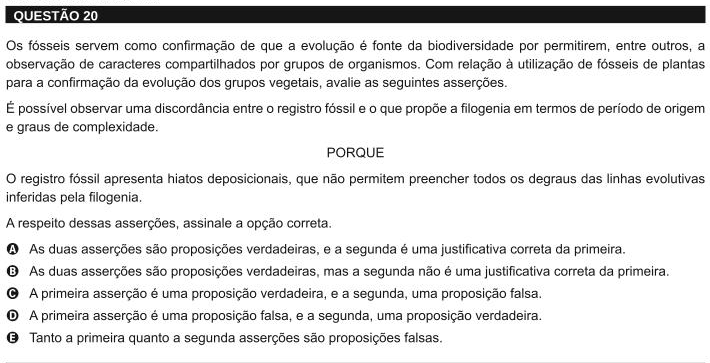 QUESTÃO 20
Os fósseis servem como confirmação de que a evolução é fonte da biodiversidade por permitirem, entre outros, a
observação de caracteres compartilhados por grupos de organismos. Com relação à utilização de fósseis de plantas
para a confirmação da evolução dos grupos vegetais, avalie as seguintes asserções.
É possível observar uma discordância entre o registro fóssil e o que propõe a filogenia em termos de período de origem
e graus de complexidade.
PORQUE
O registro fóssil apresenta hiatos deposicionais, que não permitem preencher todos os degraus das linhas evolutivas
inferidas pela filogenia.
A respeito dessas asserções, assinale a opção correta.
A As duas asserções são proposições verdadeiras, e a segunda é uma justificativa correta da primeira.
B As duas asserções são proposições verdadeiras, mas a segunda não é uma justificativa correta da primeira.
C A primeira asserção é uma proposição verdadeira, e a segunda, uma proposição falsa.
D A primeira asserção é uma proposição falsa, e a segunda, uma proposição verdadeira.
E Tanto a primeira quanto a segunda asserções são proposições falsas.